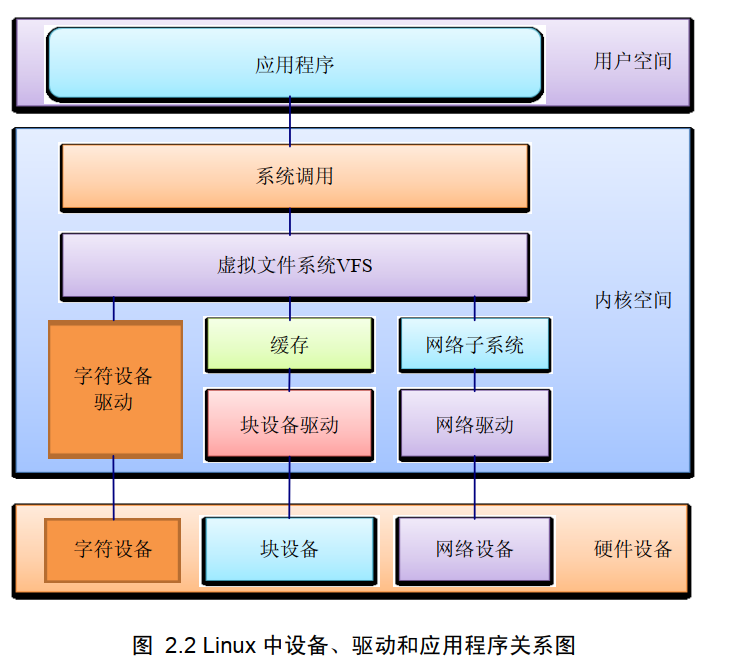 应用程序
用户空间
系统调用
虚拟文件系统VFS
内核空间
字符设备
驱动
缓存
网络子系统
块设备驱动
网络驱动
字符设备
块设备
网络设备
硬件设备
图 2.2 Linux 中设备、驱动和应用程序关系图